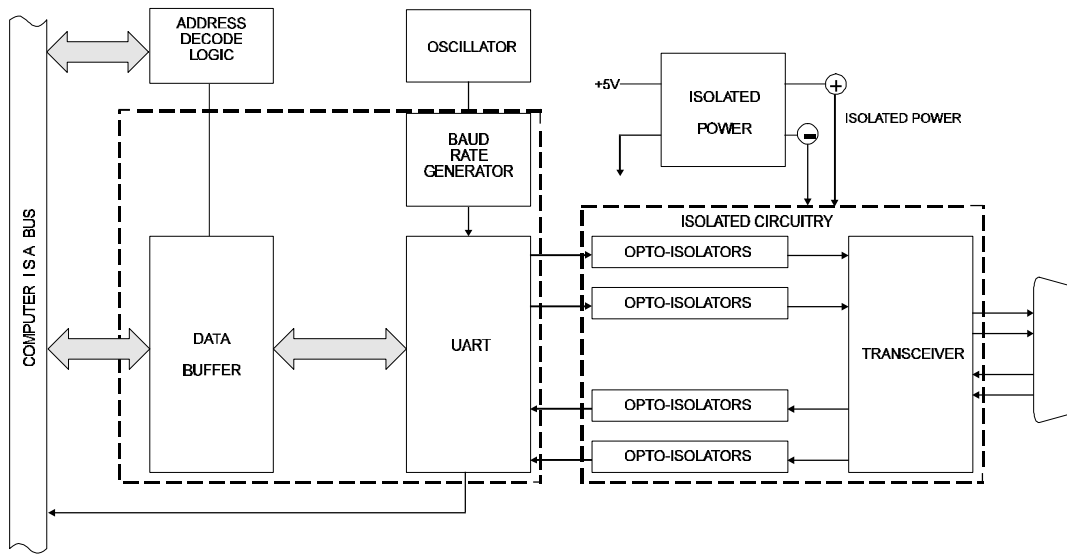 ADDRESS
DECODE
LOGIC
OSCILLATOR
+5V
ISOLATED
POWER
+
-
ISOLATED POWER
BAUD
RATE
GENERATOR
COMPUTER ISA BUS
ISOLATED CIRCUITRY
OPTO-ISOLATORS
OPTO-ISOLATORS
DATA
BUFFER
UART
TRANSCEIVER
OPTO-ISOLATORS
OPTO-ISOLATORS